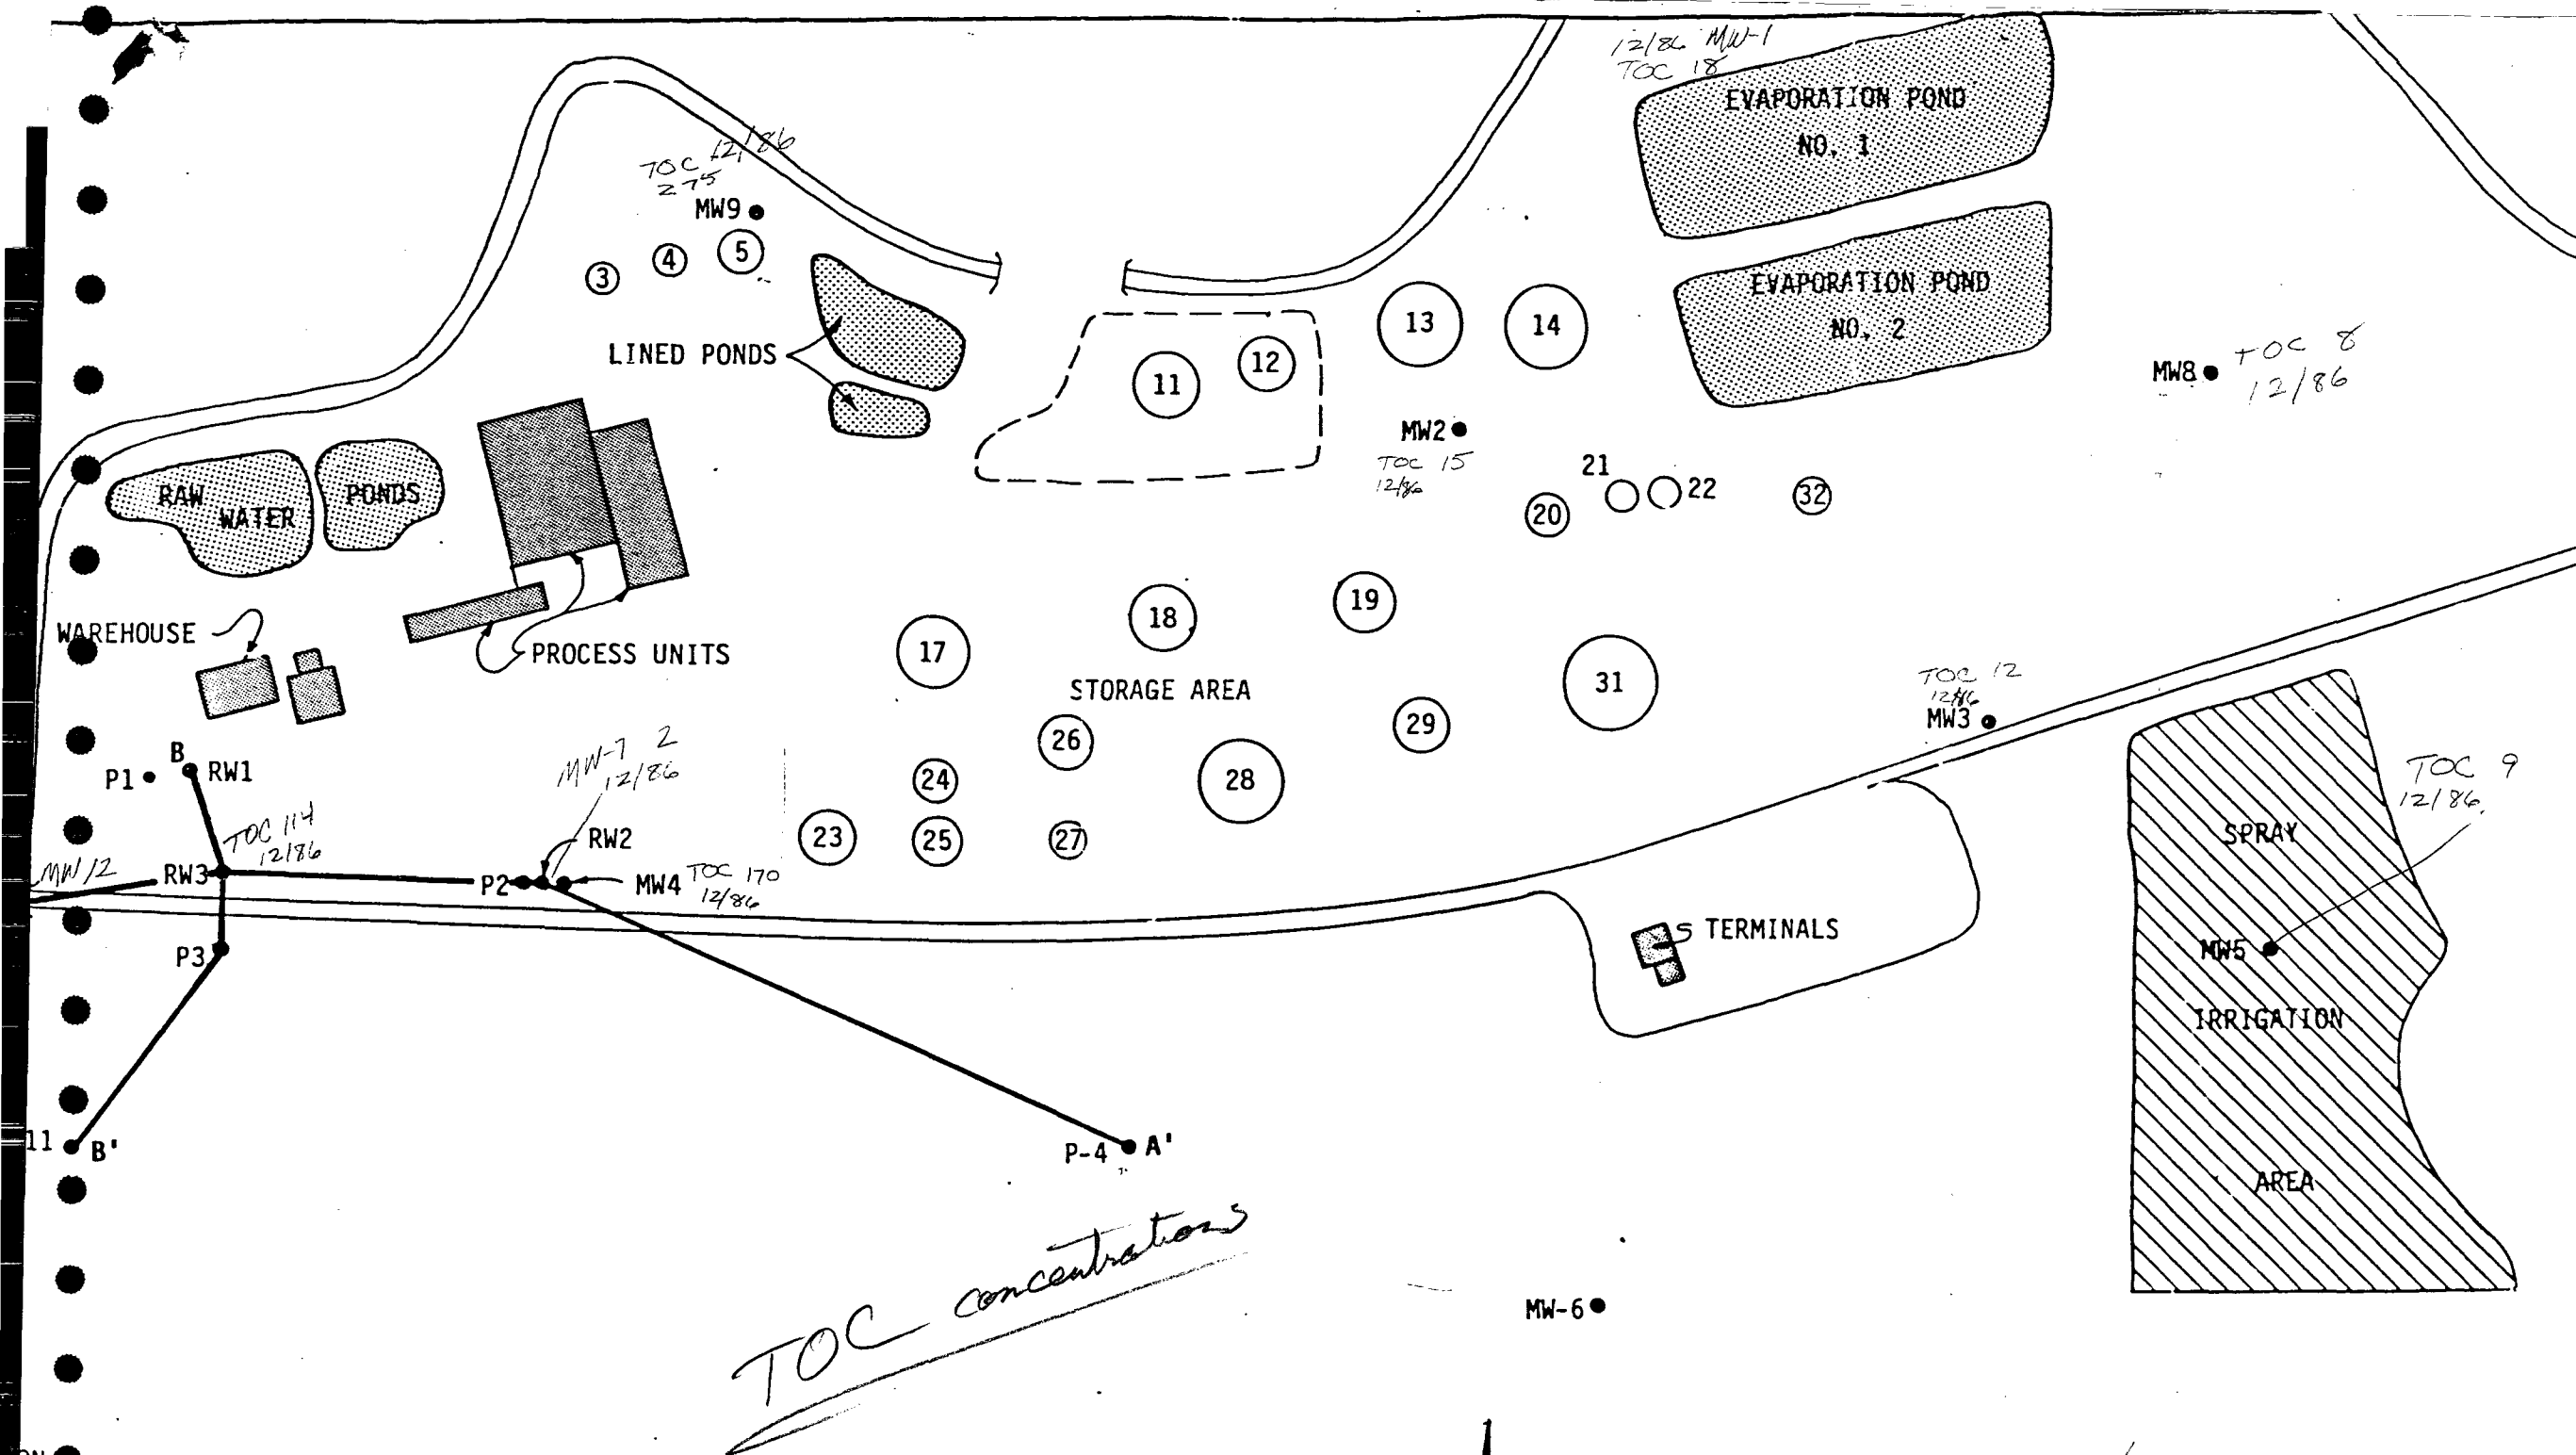 12/86 MW-1
TOC 18
EVAPORATION POND
NO. 1
TOC 12/86
275
MW9
3
4
5
EVAPORATION POND
NO. 2
LINED PONDS
11
12
13
14
MW8
TOC 8
12/86
MW2
TOC 15
12/86
RAW
WATER
PONDS
21
22
20
32
WAREHOUSE
PROCESS UNITS
17
18
19
STORAGE AREA
31
TOC 12
12/86
MW3
26
29
28
24
23
25
27
MW-7 2
12/86
B
P1
RW1
TOC 114
12/86
MW12
RW3
RW2
P2
MW4
TOC 170
12/86
TOC 9
12/86
SPRAY
MW5
IRRIGATION
AREA
TERMINALS
P3
11
B'
P-4
A'
TOC concentrations
MW-6
1
ON